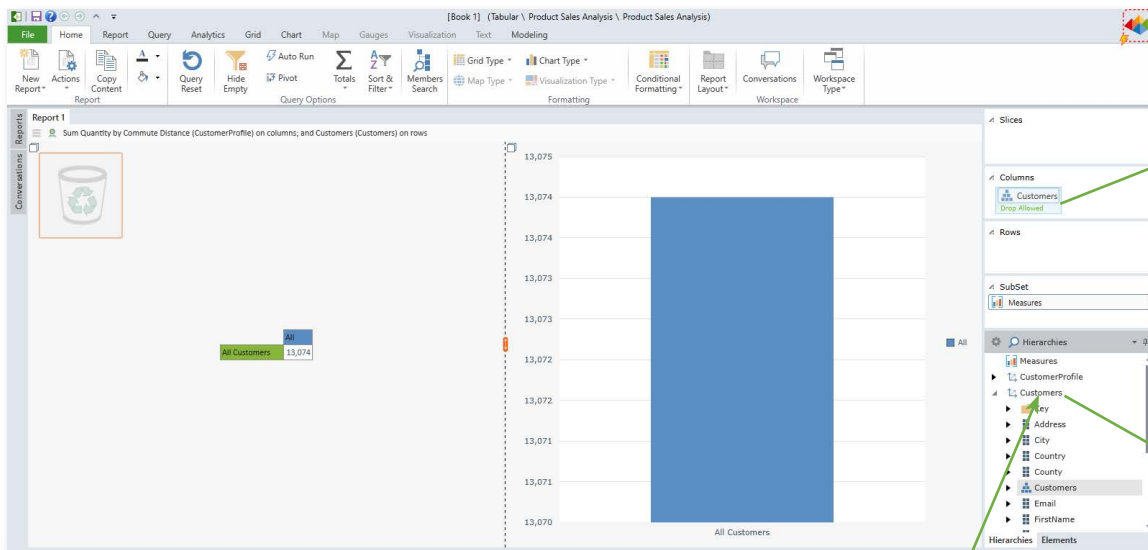 [Book 1] (Tabular \ Product Sales Analysis \ Product Sales Analysis)
File Home Report Query Analytics Grid Chart Map Gauges Visualization Text Modeling
New Report
Actions
Copy Content
A
Report
Query Reset
Hide Empty
Auto Run
Pivot
Totals
Sort & Filter
Members Search
Query Options
Grid Type
Map Type
Chart Type
Visualization Type
Conditional Formatting
Formatting
Report Layout
Conversations
Workspace Type
Workspace
Reports
Conversations
Report 1
Sum Quantity by Commute Distance (CustomerProfile) on columns; and Customers (Customers) on rows
All
All Customers 13,074
13,075
13,074
13,074
13,073
13,073
13,072
13,072
13,071
13,071
13,070
All Customers
All
Slices
Columns
Customers
Drop Allowed
Rows
SubSet
Measures
Hierarchies
Measures
CustomerProfile
Customers
Key
Address
City
Country
County
Customers
Email
FirstName
Hierarchies Elements